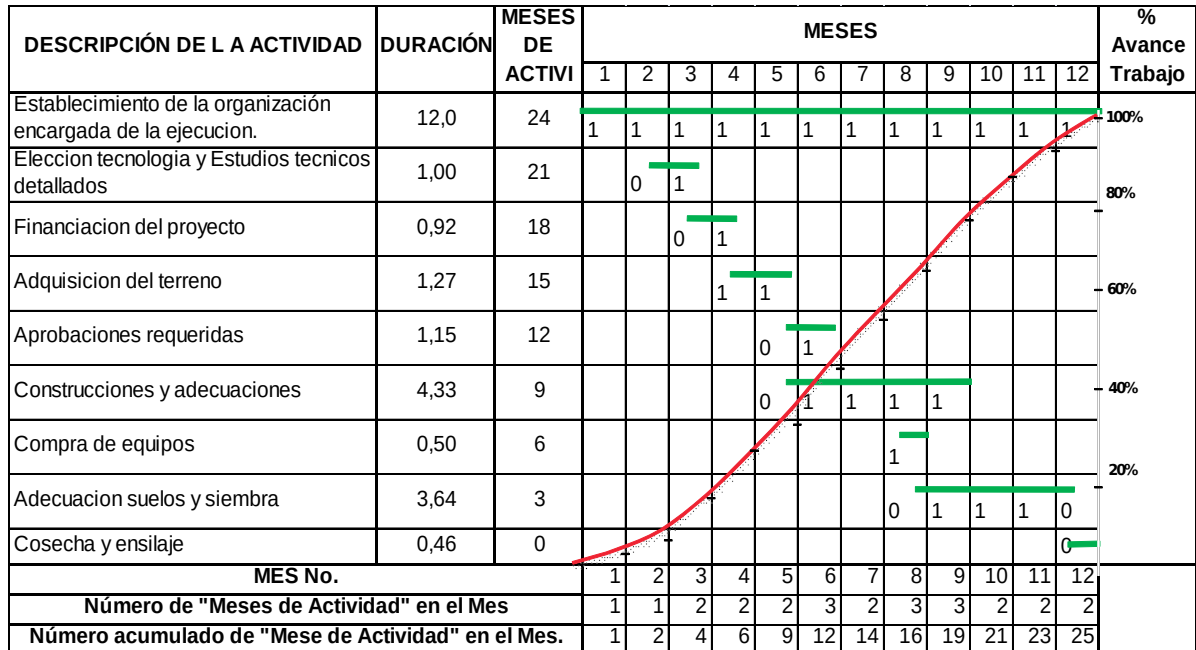 DESCRIPCIÓN DE L A ACTIVIDAD DURACIÓN MESES DE ACTIVI MESES % Avance Trabajo
1 2 3 4 5 6 7 8 9 10 11 12
Establecimiento de la organización
encargada de la ejecucion. 12,0 24 1 1 1 1 1 1 1 1 1 1 1 1 100%
Eleccion tecnologia y Estudios tecnicos
detallados 1,00 21 0 1 80%
Financiacion del proyecto 0,92 18 0 1
Adquisicion del terreno 1,27 15 1 1 60%
Aprobaciones requeridas 1,15 12 0 1
Construcciones y adecuaciones 4,33 9 0 1 1 1 1 40%
Compra de equipos 0,50 6 1 20%
Adecuacion suelos y siembra 3,64 3 0 1 1 1 0
Cosecha y ensilaje 0,46 0 0
MES No. 1 2 3 4 5 6 7 8 9 10 11 12
Número de "Meses de Actividad" en el Mes 1 1 2 2 2 3 2 3 3 2 2 2
Número acumulado de "Mese de Actividad" en el Mes. 1 2 4 6 9 12 14 16 19 21 23 25